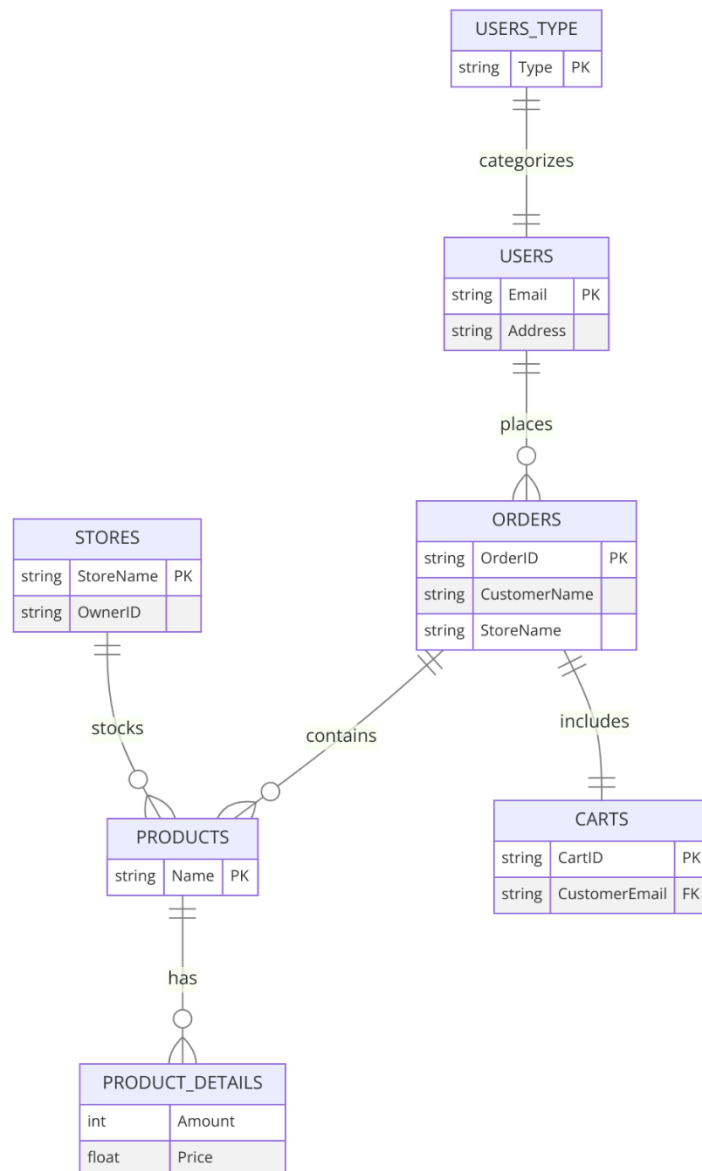 USERS_TYPE
string Type PK
categorizes
USERS
string Email PK
string Address
places
ORDERS
string OrderID PK
string CustomerName
string StoreName
STORES
string StoreName PK
string OwnerID
stocks
contains
includes
PRODUCTS
string Name PK
CARTS
string CartID PK
string CustomerEmail FK
has
PRODUCT_DETAILS
int Amount
float Price